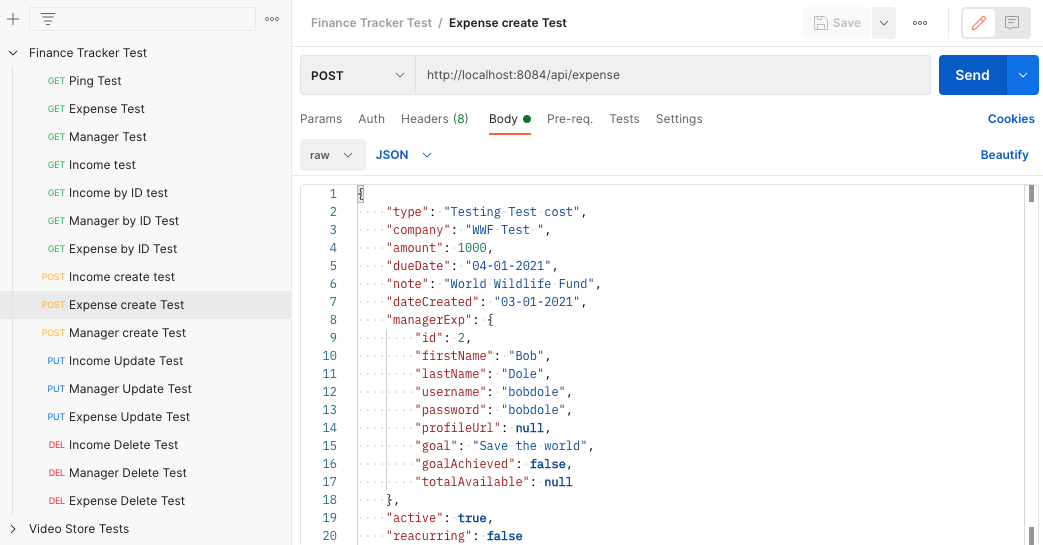 Finance Tracker Test
GET Ping Test
GET Expense Test
GET Manager Test
GET Income test
GET Income by ID test
GET Manager by ID Test
GET Expense by ID Test
POST Income create test
POST Expense create Test
POST Manager create Test
PUT Income Update Test
PUT Manager Update Test
PUT Expense Update Test
DEL Income Delete Test
DEL Manager Delete Test
DEL Expense Delete Test
Video Store Tests
Finance Tracker Test / Expense create Test
Save
POST http://localhost:8084/api/expense Send
Params Auth Headers (8) Body Pre-req. Tests Settings Cookies
raw JSON Beautify
1 {
2 "type": "Testing Test cost",
3 "company": "WWF Test ",
4 "amount": 1000,
5 "dueDate": "04-01-2021",
6 "note": "World Wildlife Fund",
7 "dateCreated": "03-01-2021",
8 "managerExp": {
9 "id": 2,
10 "firstName": "Bob",
11 "lastName": "Dole",
12 "username": "bobdole",
13 "password": "bobdole",
14 "profileUrl": null,
15 "goal": "Save the world",
16 "goalAchieved": false,
17 "totalAvailable": null
18 },
19 "active": true,
20 "reacurring": false